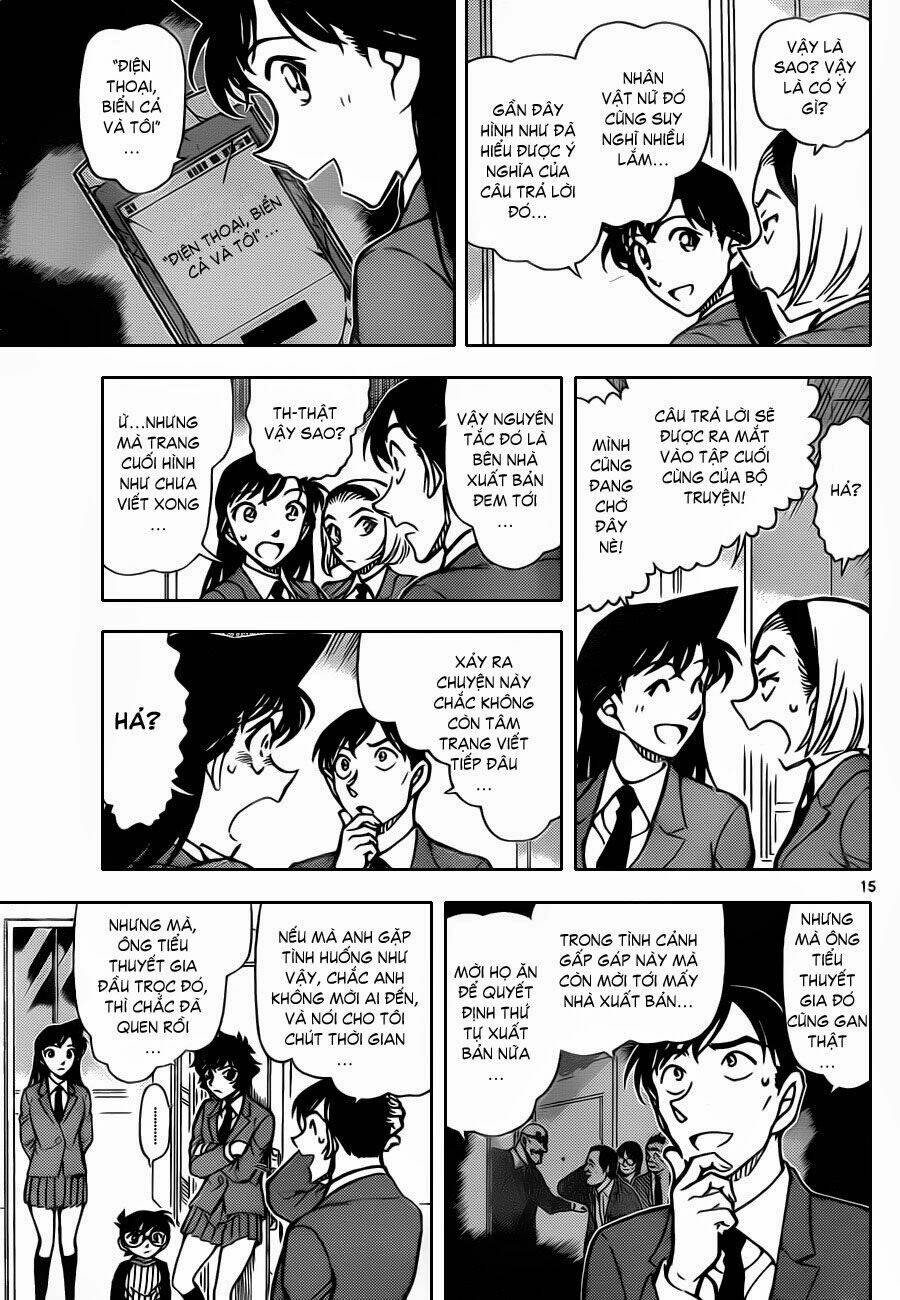 VẬY LÀ
SAO? VẬY
LÀ CÓ Ý
GÌ?
NHÂN
VẬT NỮ ĐÓ
CŨNG SUY
NGHĨ NHIỀU
LẮM...
GẦN ĐÂY
HÌNH NHƯ ĐÃ
HIỂU ĐƯỢC Ý
NGHĨA CỦA
CÂU TRẢ LỜI
ĐÓ...
"ĐIỆN
THOẠI,
BIỂN CẢ
VÀ TÔI"
...
"ĐIỆN THOẠI, BIỂN
CẢ VÀ TÔI" ...
HẢ?
CÂU TRẢ LỜI SẼ
ĐƯỢC RA MẮT
VÀO TẬP CUỐI
CÙNG CỦA BỘ
TRUYỆN!
MÌNH
CŨNG
ĐANG
CHỜ
ĐÂY
NÈ!
VẬY NGUYÊN
TẮC ĐÓ LÀ
BÊN NHÀ
XUẤT BẢN
ĐEM TỚI
...
TH-THẬT
VẬY SAO?
Ừ...NHƯNG
MÀ TRANG
CUỐI HÌNH
NHƯ CHƯA
VIẾT XONG
...
XẢY RA
CHUYỆN NÀY
CHẮC KHÔNG
CÒN TÂM
TRẠNG VIẾT
TIẾP ĐÂU
...
HẢ?
15
NHƯNG
MÀ ÔNG
TIỂU
THUYẾT
GIA ĐÓ
CŨNG GAN
THẬT
TRONG TÌNH CẢNH
GẤP GÁP NÀY MÀ
CÒN MỜI TỚI MẤY
NHÀ XUẤT BẢN...
MỜI HỌ ĂN
ĐỂ QUYẾT
ĐỊNH THỨ
TỰ XUẤT
BẢN NỮA
...
NẾU MÀ ANH GẶP
TÌNH HUỐNG NHƯ
VẬY, CHẮC ANH
KHÔNG MỜI AI ĐẾN,
VÀ NÓI CHO TÔI
CHÚT THỜI GIAN
...
NHƯNG MÀ,
ÔNG TIỂU
THUYẾT GIA
ĐẦU TRỌC ĐÓ,
THÌ CHẮC ĐÃ
QUEN RỒI
...
.........